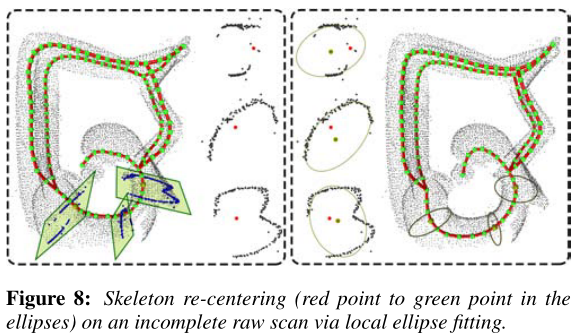 Figure 8: Skeleton re-centering (red point to green point in the
ellipses) on an incomplete raw scan via local ellipse fitting.